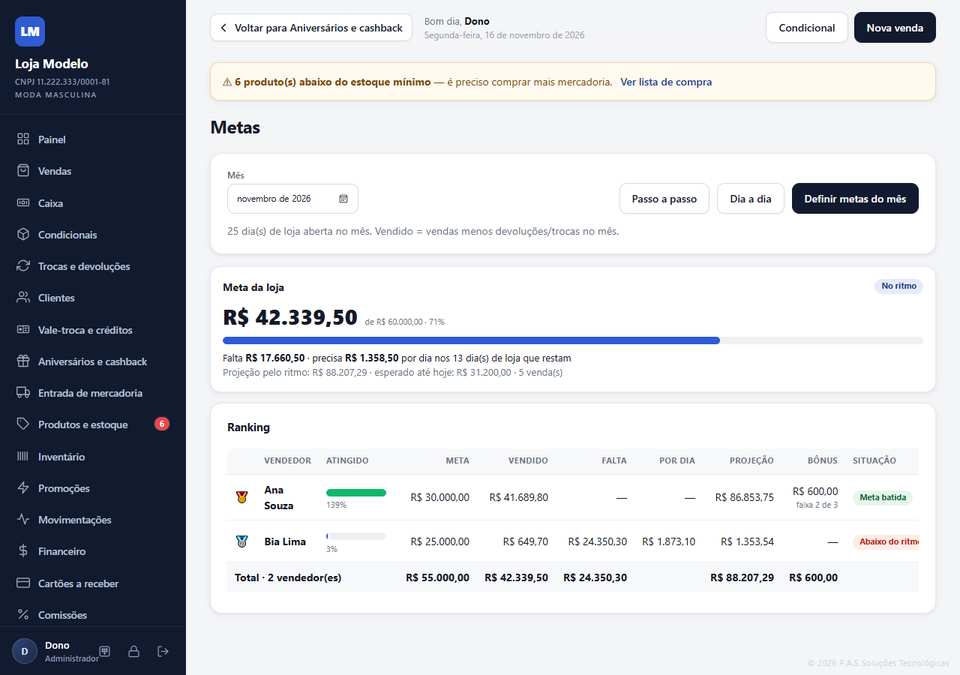 LM
Loja Modelo
CNPJ 11.222.333/0001-81
MODA MASCULINA
Painel
Vendas
Caixa
Condicionais
Trocas e devoluções
Clientes
Vale-troca e créditos
Aniversários e cashback
Entrada de mercadoria
Produtos e estoque 6
Inventário
Promoções
Movimentações
Financeiro
Cartões a receber
Comissões
D
Dono
Administrador
Voltar para Aniversários e cashback
Bom dia, Dono
Segunda-feira, 16 de novembro de 2026
Condicional
Nova venda
⚠ 6 produto(s) abaixo do estoque mínimo — é preciso comprar mais mercadoria. Ver lista de compra
Metas
Mês
novembro de 2026
Passo a passo
Dia a dia
Definir metas do mês
25 dia(s) de loja aberta no mês. Vendido = vendas menos devoluções/trocas no mês.
Meta da loja
No ritmo
R$ 42.339,50 de R$ 60.000,00 · 71%
Falta R$ 17.660,50 · precisa R$ 1.358,50 por dia nos 13 dia(s) de loja que restam
Projeção pelo ritmo: R$ 88.207,29 · esperado até hoje: R$ 31.200,00 · 5 venda(s)
Ranking
VENDEDOR ATINGIDO META VENDIDO FALTA POR DIA PROJEÇÃO BÔNUS SITUAÇÃO
Ana Souza 139% R$ 30.000,00 R$ 41.689,80 — — R$ 86.853,75 R$ 600,00 faixa 2 de 3 Meta batida
Bia Lima 3% R$ 25.000,00 R$ 649,70 R$ 24.350,30 R$ 1.873,10 R$ 1.353,54 — Abaixo do ritmo
Total · 2 vendedor(es) R$ 55.000,00 R$ 42.339,50 R$ 24.350,30 R$ 88.207,29 R$ 600,00
© 2026 P.A.S Soluções Tecnológicas